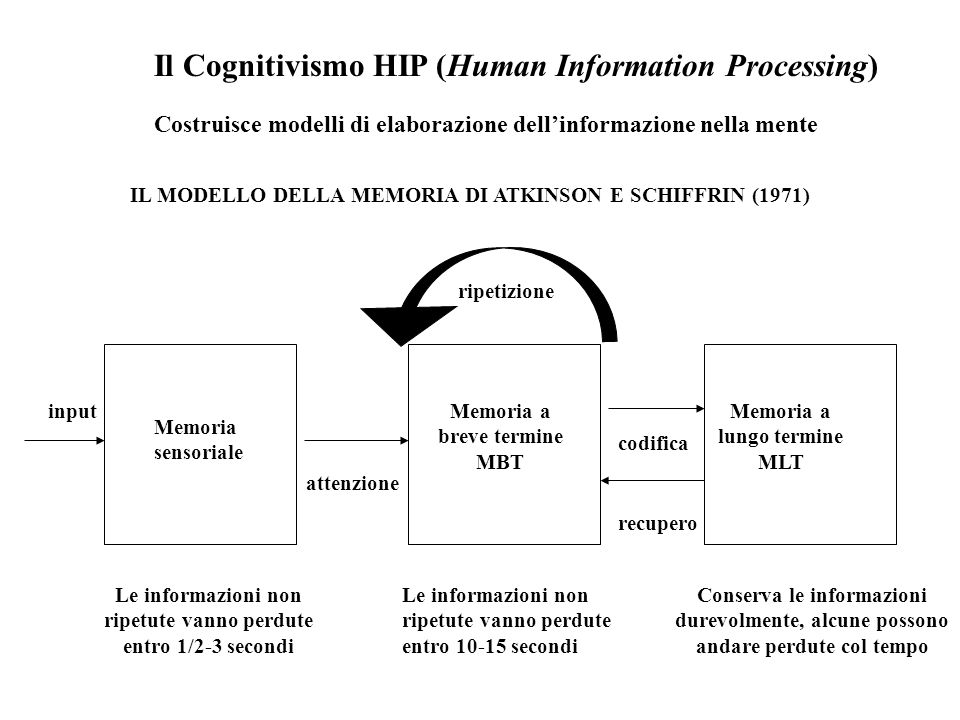 Il Cognitivismo HIP (Human Information Processing)
Costruisce modelli di elaborazione dell’informazione nella mente
IL MODELLO DELLA MEMORIA DI ATKINSON E SCHIFFRIN (1971)
ripetizione
input
Memoria
sensoriale
attenzione
Memoria a
breve termine
MBT
codifica
recupero
Memoria a
lungo termine
MLT
Le informazioni non
ripetute vanno perdute
entro 1/2-3 secondi
Le informazioni non
ripetute vanno perdute
entro 10-15 secondi
Conserva le informazioni
durevolmente, alcune possono
andare perdute col tempo